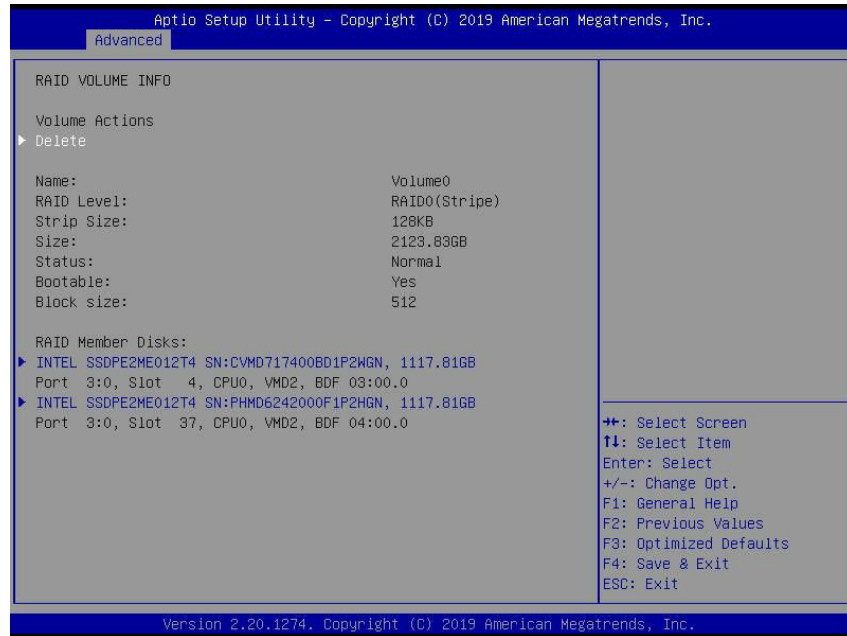 Aptio Setup Utility – Copyright (C) 2019 American Megatrends, Inc.
Advanced
RAID VOLUME INFO
Volume Actions
Delete
Name: Volume0
RAID Level: RAID0(Stripe)
Strip Size: 128KB
Size: 2123.83GB
Status: Normal
Bootable: Yes
Block size: 512
RAID Member Disks:
INTEL SSDPE2ME012T4 SN:CVMD717400BD1P2WGN, 1117.81GB
Port 3:0, Slot 4, CPU0, VMD2, BDF 03:00.0
INTEL SSDPE2ME012T4 SN:PHMD6242000F1P2HGN, 1117.81GB
Port 3:0, Slot 37, CPU0, VMD2, BDF 04:00.0
→←: Select Screen
↑↓: Select Item
Enter: Select
+/-: Change Opt.
F1: General Help
F2: Previous Values
F3: Optimized Defaults
F4: Save & Exit
ESC: Exit
Version 2.20.1274. Copyright (C) 2019 American Megatrends, Inc.